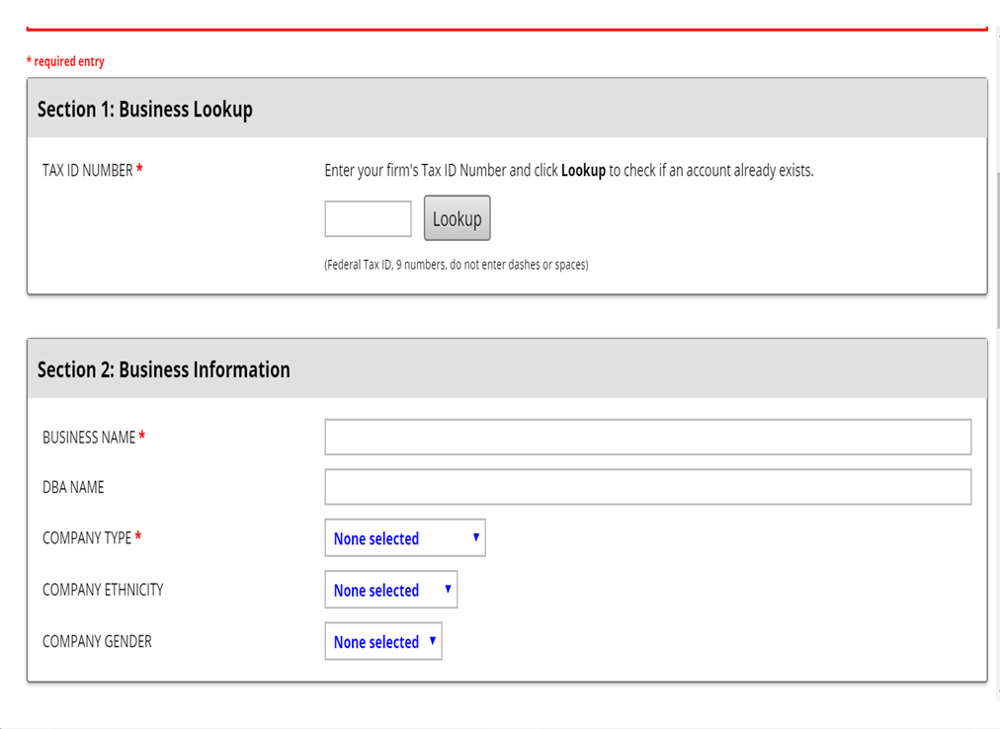 * required entry
Section 1: Business Lookup
TAX ID NUMBER *
Enter your firm's Tax ID Number and click Lookup to check if an account already exists.
Lookup
(Federal Tax ID, 9 numbers, do not enter dashes or spaces)
Section 2: Business Information
BUSINESS NAME *
DBA NAME
COMPANY TYPE *
None selected
COMPANY ETHNICITY
None selected
COMPANY GENDER
None selected